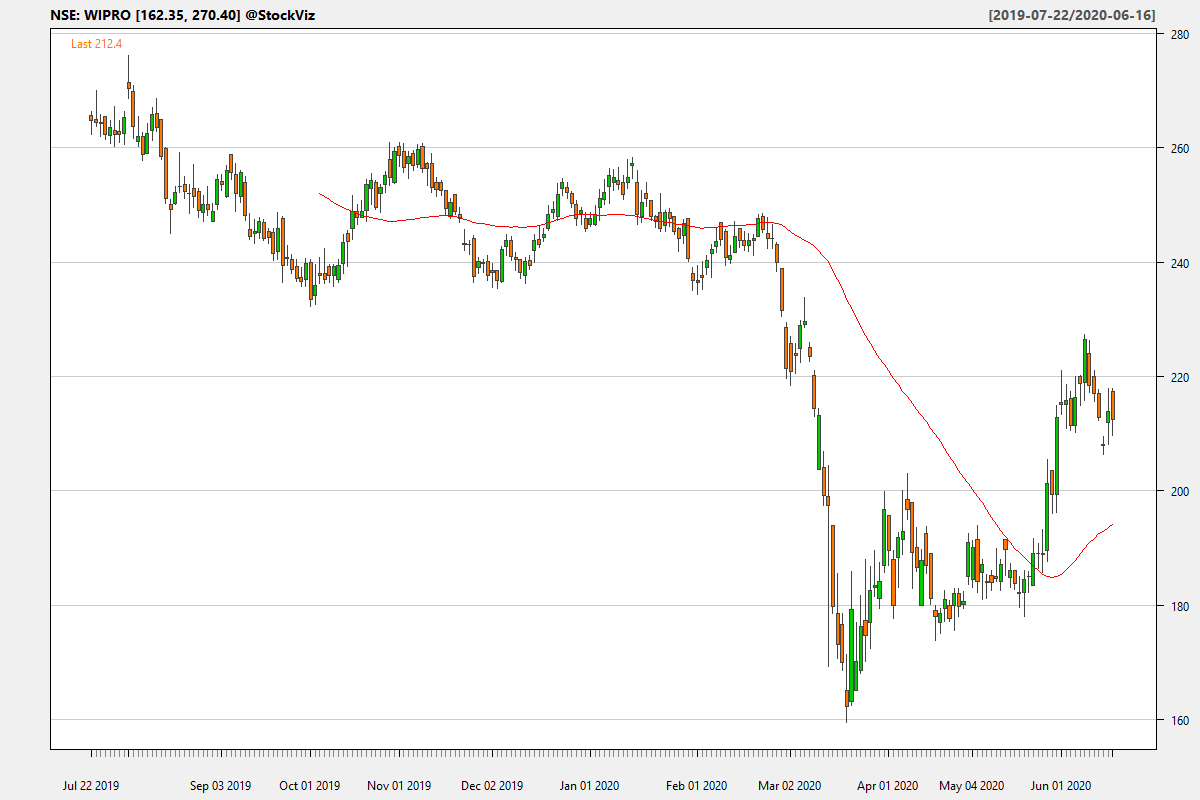 NSE: WIPRO [162.35, 270.40] @StockViz
[2019-07-22/2020-06-16]
Last 212.4
280
260
240
220
200
180
160
Jul 22 2019
Sep 03 2019
Oct 01 2019
Nov 01 2019
Dec 02 2019
Jan 01 2020
Feb 01 2020
Mar 02 2020
Apr 01 2020
May 04 2020
Jun 01 2020